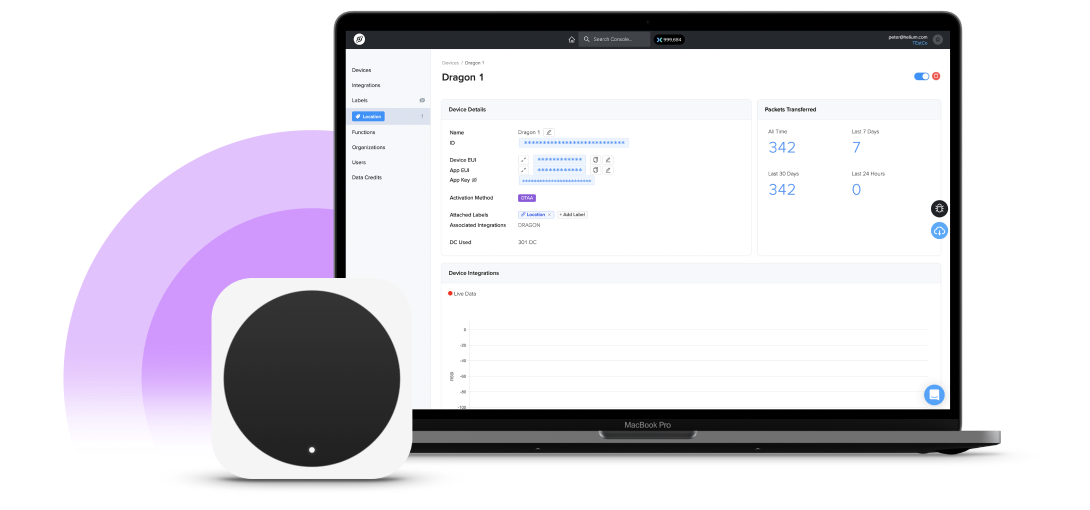 Search Console...
999,684
peter@helium.com
TEstCo
Devices
Integrations
Labels
Location
Functions
Organizations
Users
Data Credits
Devices / Dragon 1
Dragon 1
Device Details
Name Dragon 1
ID **************************
Device EUI ************
App EUI ************
App Key ************************
Activation Method OTAA
Attached Labels Location × + Add Label
Associated Integrations DRAGON
DC Used 301 DC
Packets Transferred
All Time Last 7 Days
342 7
Last 30 Days Last 24 Hours
342 0
Device Integrations
Live Data
0
-20
-40
-60
-80
-100
MacBook Pro